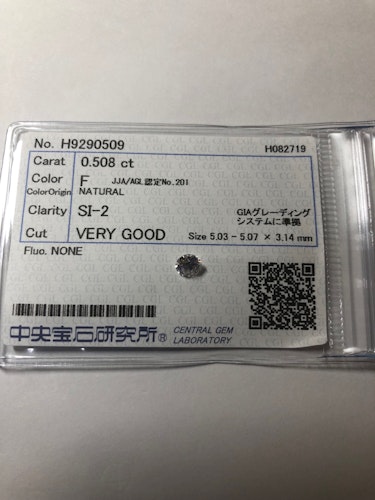 No. H9290509
H082719
Carat 0.508 ct
Color F JJA/AGL認定No.201
ColorOrigin NATURAL
Clarity SI-2
GIAグレーディング
システムに準拠
Cut VERY GOOD Size 5.03 - 5.07 × 3.14 mm
Fluo. NONE
中央宝石研究所® CENTRAL GEM
LABORATORY